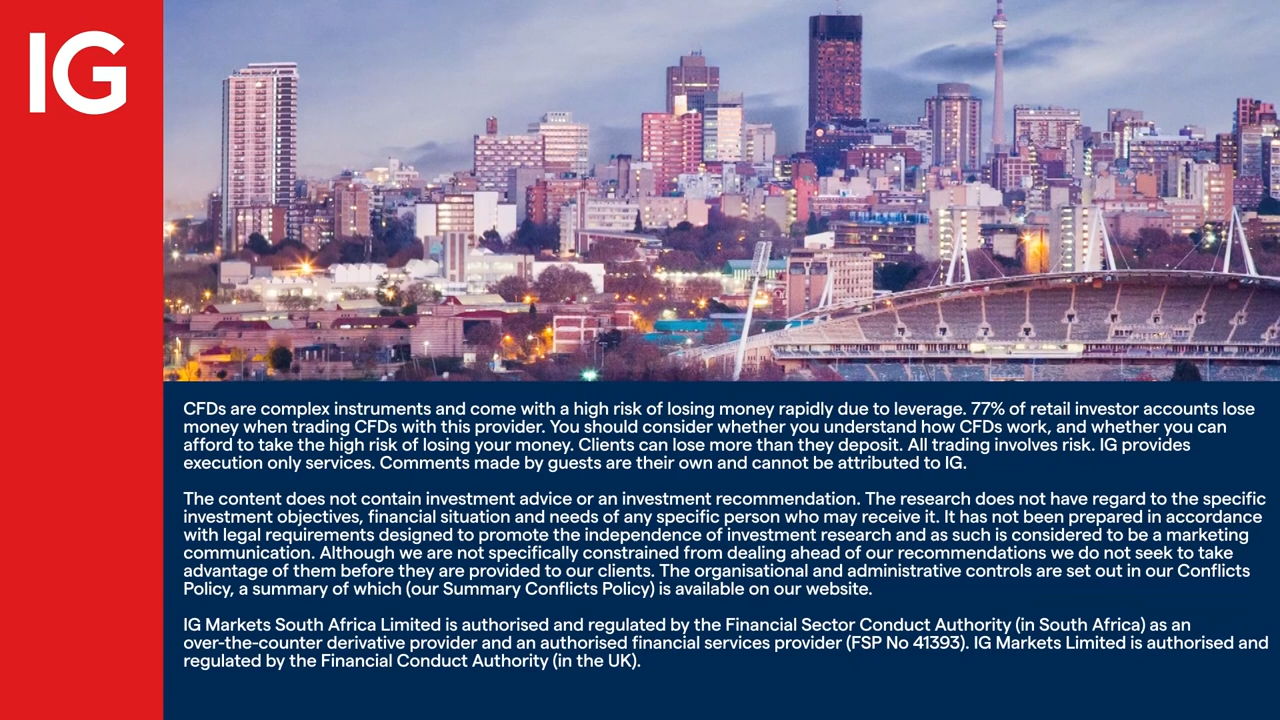 IG
CFDs are complex instruments and come with a high risk of losing money rapidly due to leverage. 77% of retail investor accounts lose
money when trading CFDs with this provider. You should consider whether you understand how CFDs work, and whether you can
afford to take the high risk of losing your money. Clients can lose more than they deposit. All trading involves risk. IG provides
execution only services. Comments made by guests are their own and cannot be attributed to IG.
The content does not contain investment advice or an investment recommendation. The research does not have regard to the specific
investment objectives, financial situation and needs of any specific person who may receive it. It has not been prepared in accordance
with legal requirements designed to promote the independence of investment research and as such is considered to be a marketing
communication. Although we are not specifically constrained from dealing ahead of our recommendations we do not seek to take
advantage of them before they are provided to our clients. The organisational and administrative controls are set out in our Conflicts
Policy, a summary of which (our Summary Conflicts Policy) is available on our website.
IG Markets South Africa Limited is authorised and regulated by the Financial Sector Conduct Authority (in South Africa) as an
over-the-counter derivative provider and an authorised financial services provider (FSP No 41393). IG Markets Limited is authorised and
regulated by the Financial Conduct Authority (in the UK).